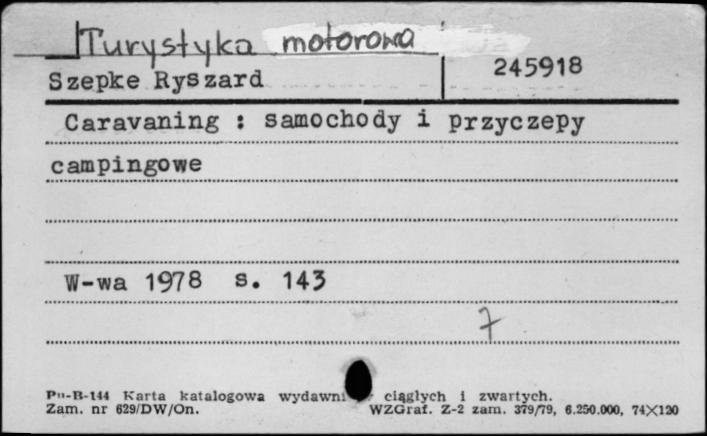 Turystyka motorowa
Szepke Ryszard 245918
Caravaning : samochody i przyczepy
campingowe
W-wa 1978 s. 143
7
Pu-B-144 Karta katalogowa wydawni ciągłych i zwartych.
Zam. nr 629/DW/On. WZGraf. Z-2 zam. 379/79, 6.250.000, 74X120